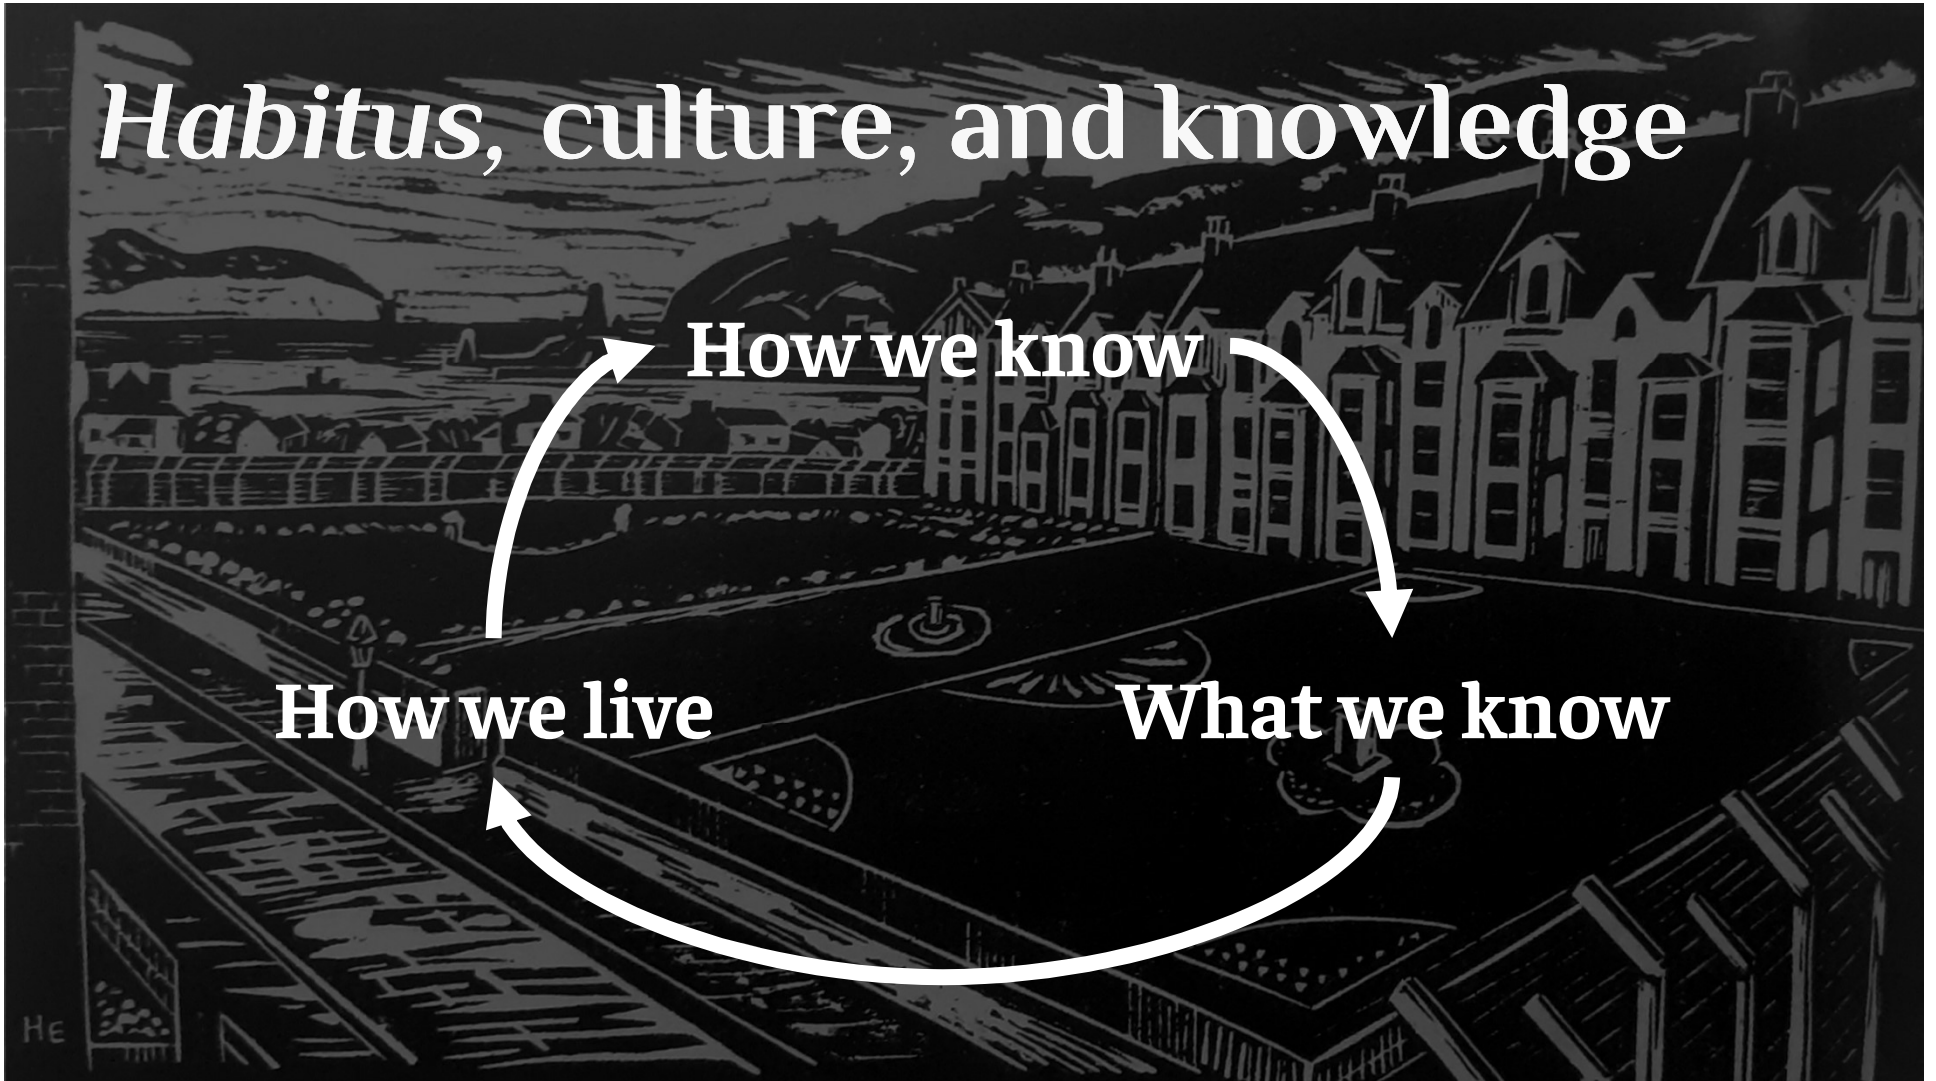 Habitus, culture, and knowledge
How we know
How we live
What we know
HE